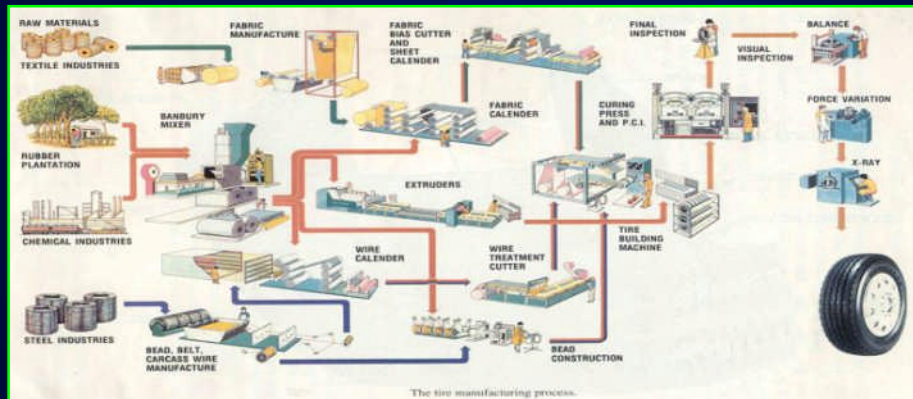 RAW MATERIALS
TEXTILE INDUSTRIES
RUBBER
PLANTATION
CHEMICAL INDUSTRIES
STEEL INDUSTRIES
FABRIC
MANUFACTURE
BANBURY
MIXER
FABRIC
BIAS CUTTER
AND
SHEET
CALENDER
FABRIC
CALENDER
EXTRUDERS
WIRE
CALENDER
WIRE
TREATMENT
CUTTER
BEAD, BELT,
CARCASS WIRE
MANUFACTURE
BEAD
CONSTRUCTION
TIRE
BUILDING
MACHINE
CURING
PRESS
AND P.C.I.
FINAL
INSPECTION
VISUAL
INSPECTION
BALANCE
FORCE VARIATION
X-RAY
The tire manufacturing process.